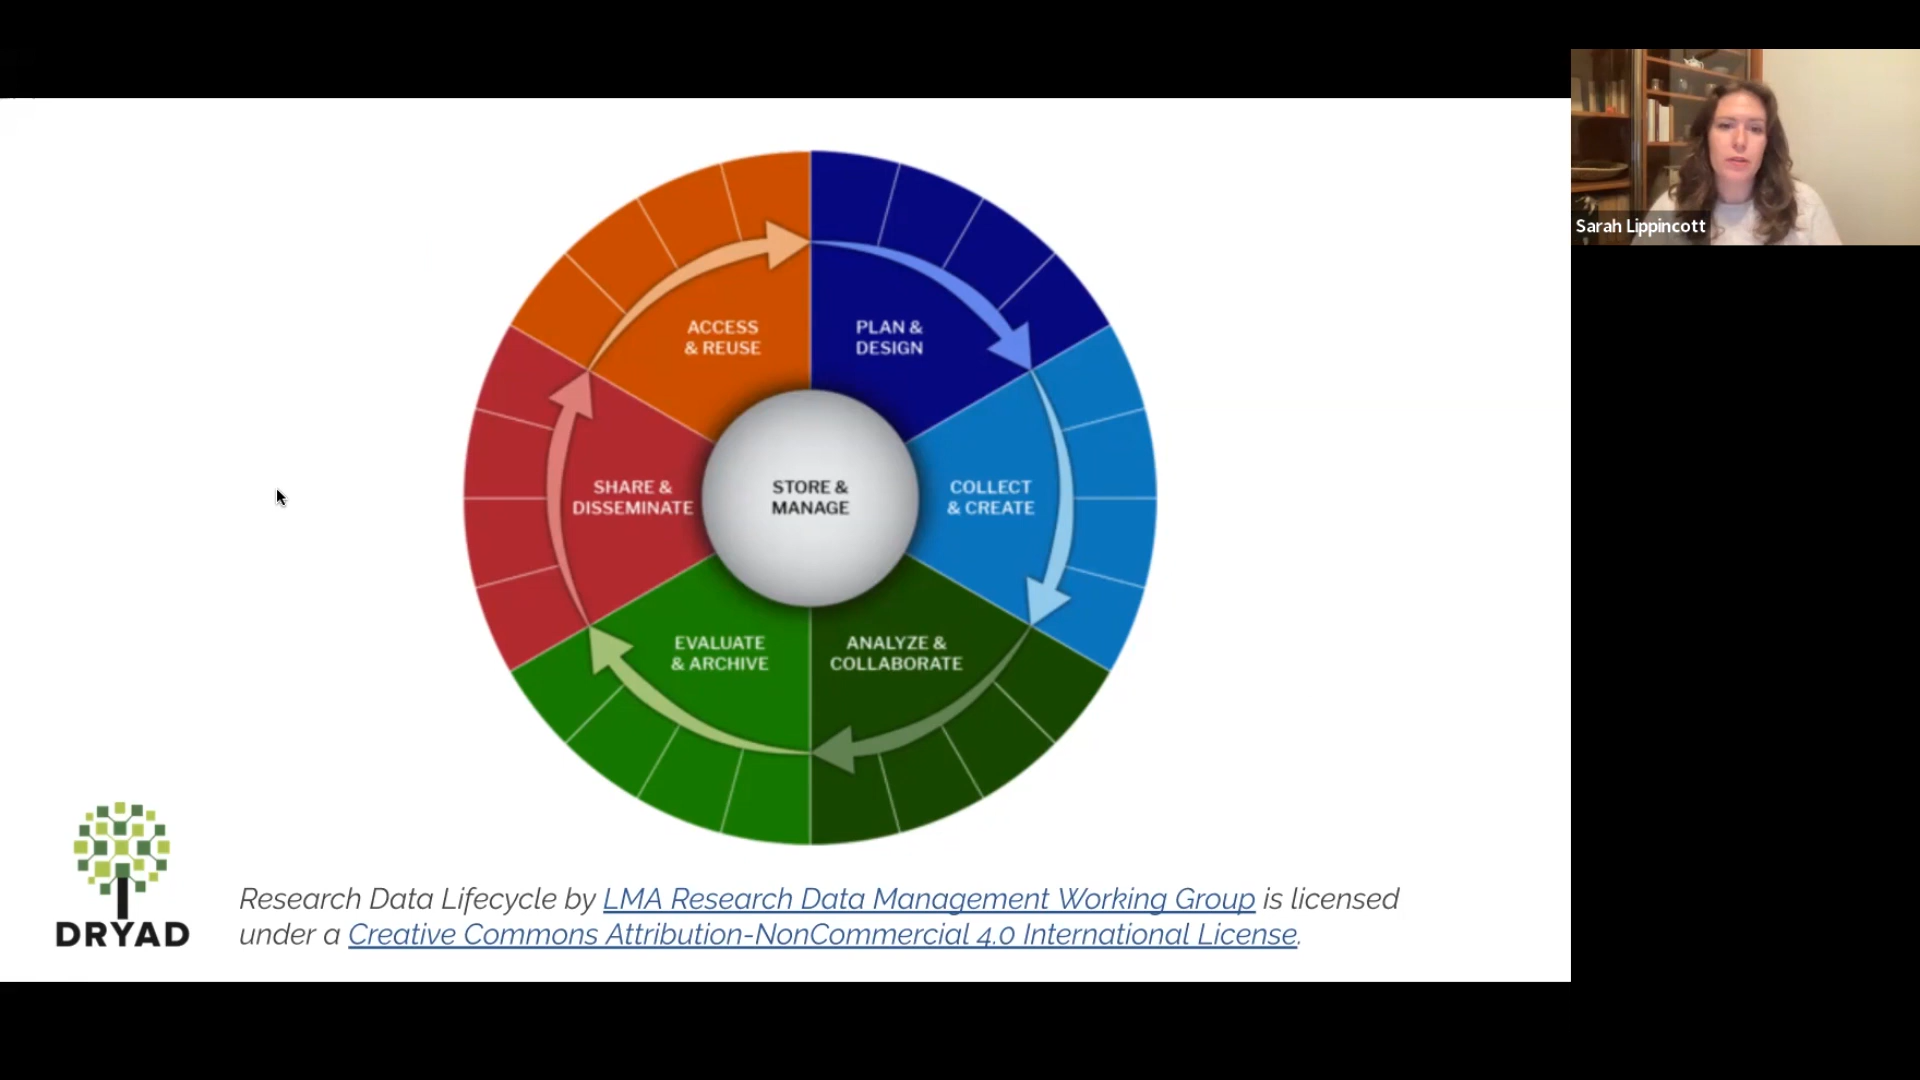 Sarah Lippincott
ACCESS
& REUSE
PLAN &
DESIGN
SHARE &
DISSEMINATE
STORE &
MANAGE
COLLECT
& CREATE
EVALUATE
& ARCHIVE
ANALYZE &
COLLABORATE
DRYAD
Research Data Lifecycle by LMA Research Data Management Working Group is licensed
under a Creative Commons Attribution-NonCommercial 4.0 International License.